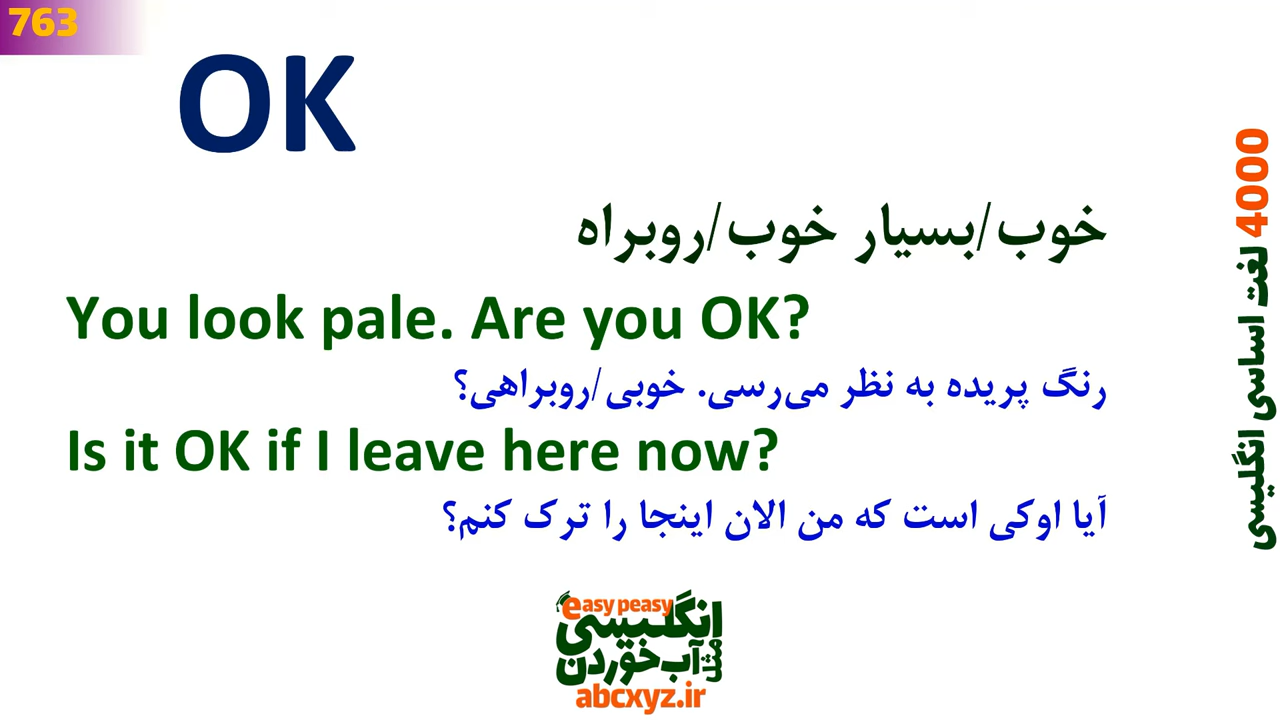 763
OK
خوب/بسیار خوب/روبراه
You look pale. Are you OK?
رنگ پریده به نظر می‌رسی. خوبی/روبراهی؟
Is it OK if I leave here now?
آیا اوکی است که من الان اینجا را ترک کنم؟
4000 لغت اساسی انگلیسی
easy peasy
انگلیسی
مثل آب خوردن
abcxyz.ir